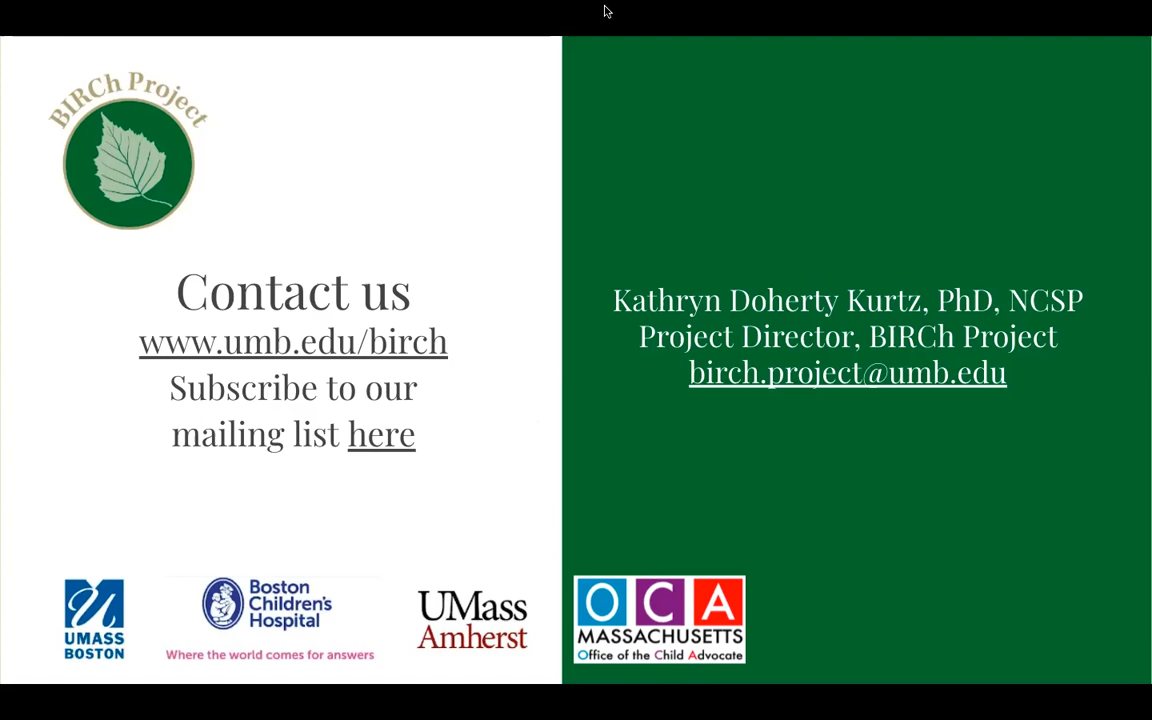 BIRCh Project
Contact us
www.umb.edu/birch
Subscribe to our
mailing list here
Kathryn Doherty Kurtz, PhD, NCSP
Project Director, BIRCh Project
birch.project@umb.edu
UMASS
BOSTON
Boston
Children's
Hospital
Where the world comes for answers
UMass
Amherst
OCA
MASSACHUSETTS
Office of the Child Advocate